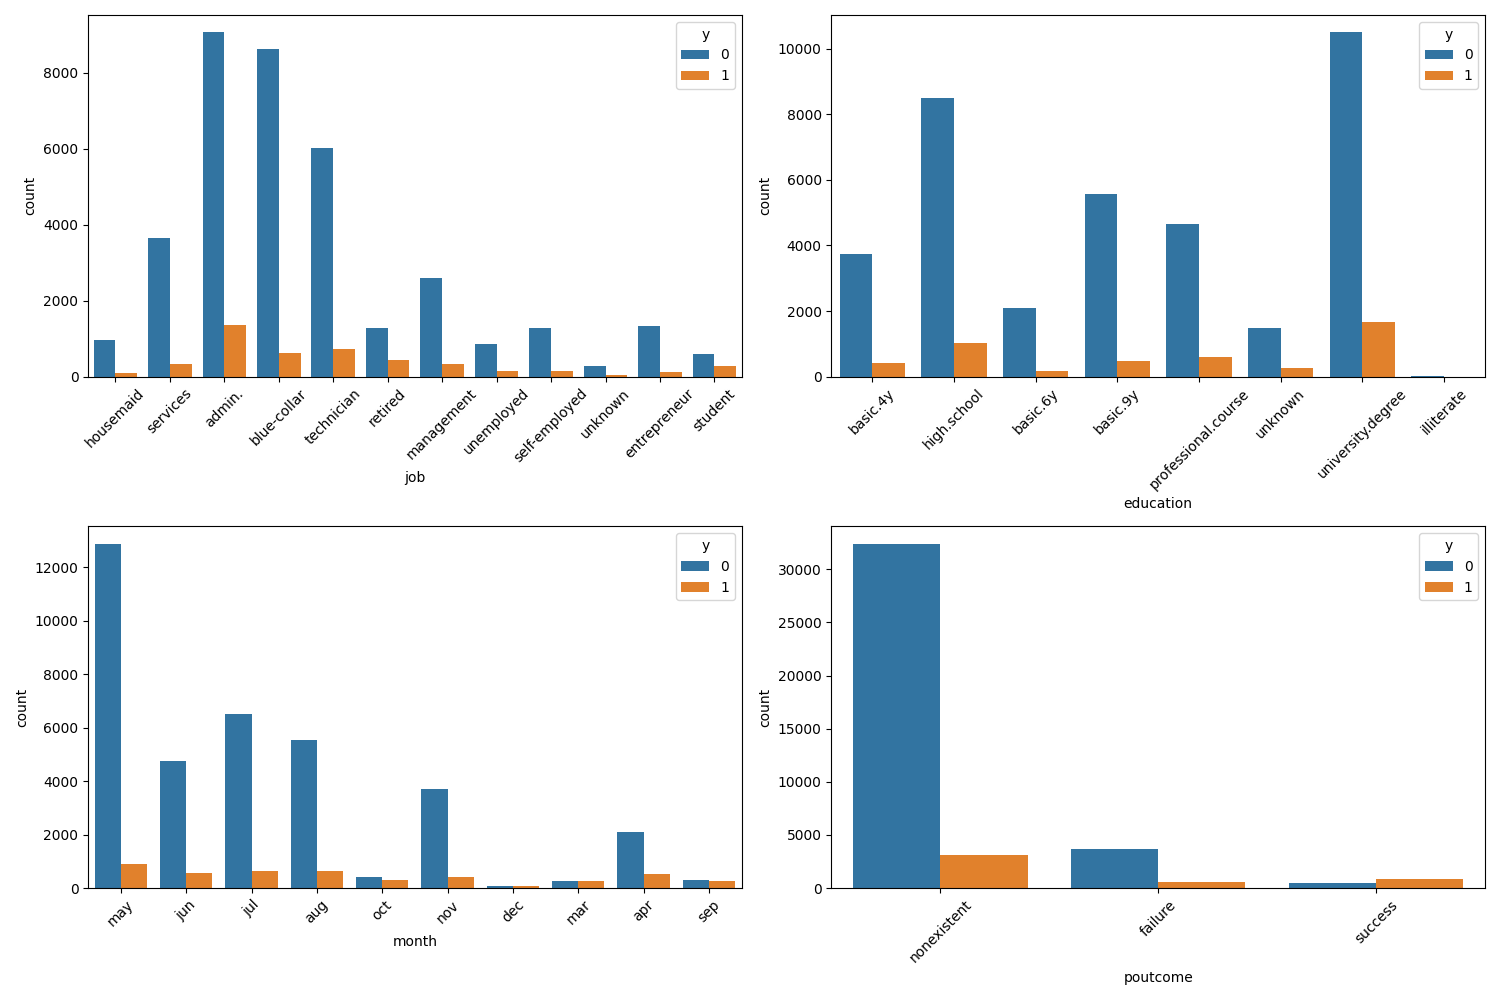 y
0
1
8000
6000
4000
2000
0
count
housemaid
services
admin.
blue-collar
technician
retired
management
unemployed
self-employed
unknown
entrepreneur
student
job
y
0
1
10000
8000
6000
4000
2000
0
count
basic.4y
high.school
basic.6y
basic.9y
professional.course
unknown
university.degree
illiterate
education
y
0
1
12000
10000
8000
6000
4000
2000
0
count
may
jun
jul
aug
oct
nov
dec
mar
apr
sep
month
y
0
1
30000
25000
20000
15000
10000
5000
0
count
nonexistent
failure
success
poutcome